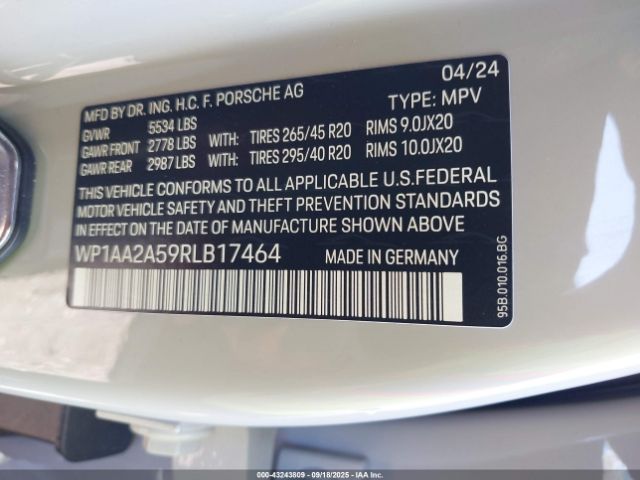 04/24
MFD BY DR. ING. H.C. F. PORSCHE AG TYPE: MPV
GVWR 5534 LBS
GAWR FRONT 2778 LBS WITH: TIRES 265/45 R20 RIMS 9.0JX20
GAWR REAR 2987 LBS WITH: TIRES 295/40 R20 RIMS 10.0JX20
THIS VEHICLE CONFORMS TO ALL APPLICABLE U.S.FEDERAL
MOTOR VEHICLE SAFETY AND THEFT PREVENTION STANDARDS
IN EFFECT ON THE DATE OF MANUFACTURE SHOWN ABOVE
WP1AA2A59RLB17464 MADE IN GERMANY
95B.010.016.BG
000-43243809 - 09/18/2025 - COPYRIGHT IAA, LLC.